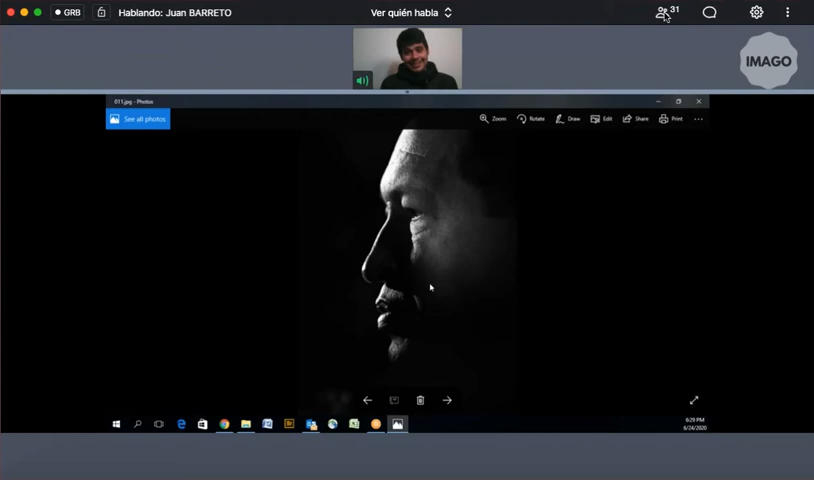 GRB
Hablando: Juan BARRETO
Ver quién habla
31
IMAGO
011.jpg - Photos
See all photos
Zoom
Rotate
Draw
Edit
Share
Print
6:29 PM
6/24/2020